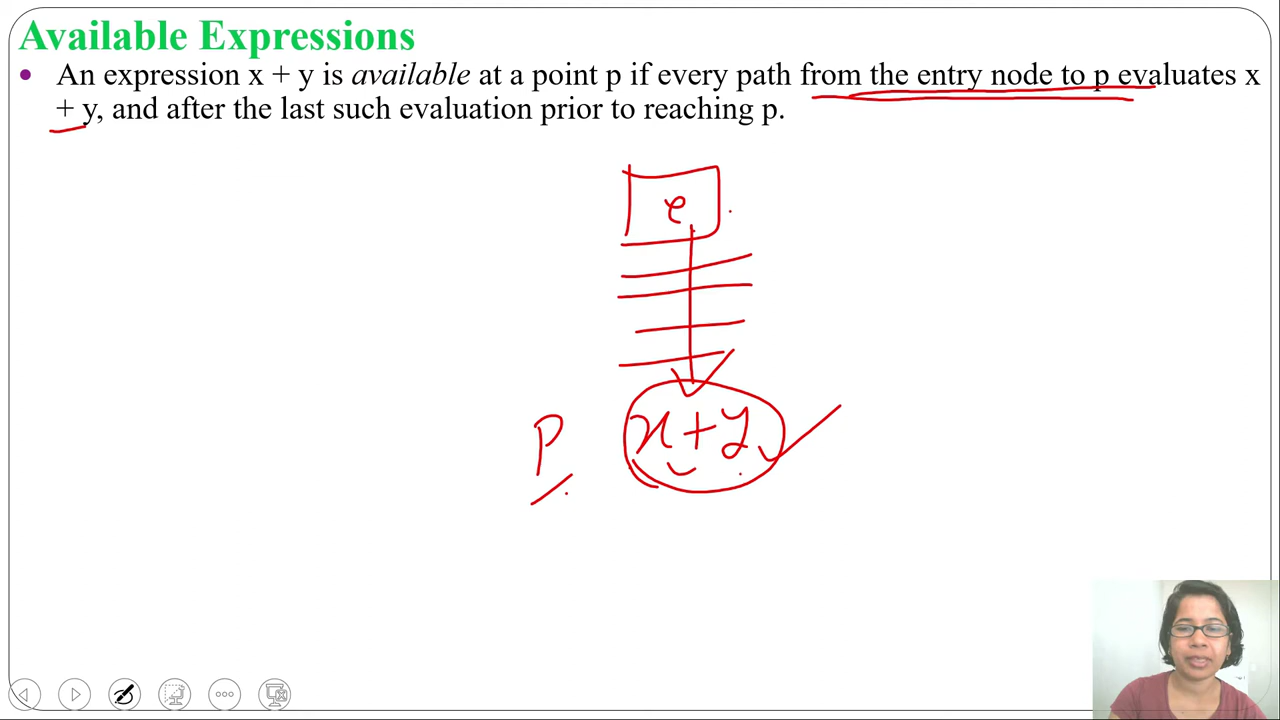 Available Expressions
• An expression x + y is available at a point p if every path from the entry node to p evaluates x
+ y, and after the last such evaluation prior to reaching p.
e
P x+y